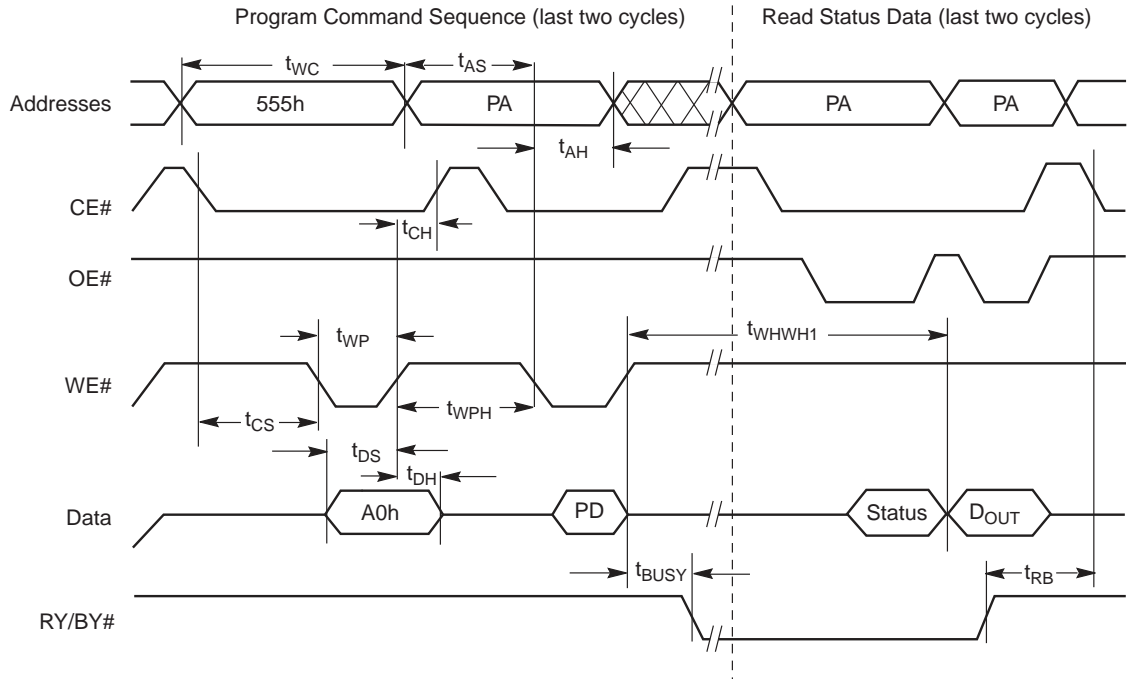 Program Command Sequence (last two cycles)
Read Status Data (last two cycles)
tWC
tAS
Addresses
555h
PA
PA
PA
tAH
CE#
tCH
OE#
tWP
tWHWH1
WE#
tCS
tWPH
tDS
tDH
Data
A0h
PD
Status
DOUT
tBUSY
tRB
RY/BY#